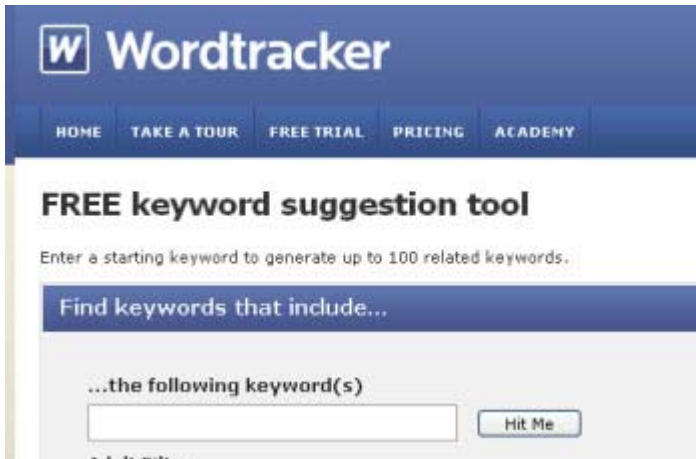 W Wordtracker
HOME TAKE A TOUR FREE TRIAL PRICING ACADEMY
FREE keyword suggestion tool
Enter a starting keyword to generate up to 100 related keywords.
Find keywords that include...
...the following keyword(s)
Hit Me